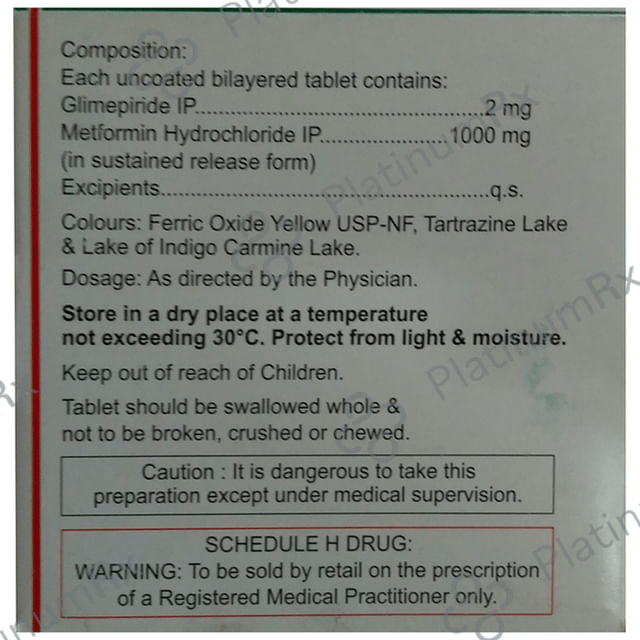 Composition:
Each uncoated bilayered tablet contains:
Glimepiride IP..................................................2 mg
Metformin Hydrochloride IP......................1000 mg
(in sustained release form)
Excipients.........................................................q.s.
Colours: Ferric Oxide Yellow USP-NF, Tartrazine Lake
& Lake of Indigo Carmine Lake.
Dosage: As directed by the Physician.
Store in a dry place at a temperature
not exceeding 30°C. Protect from light & moisture.
Keep out of reach of Children.
Tablet should be swallowed whole &
not to be broken, crushed or chewed.
Caution : It is dangerous to take this
preparation except under medical supervision.
SCHEDULE H DRUG:
WARNING: To be sold by retail on the prescription
of a Registered Medical Practitioner only.
PlatinumRx
PlatinumRx